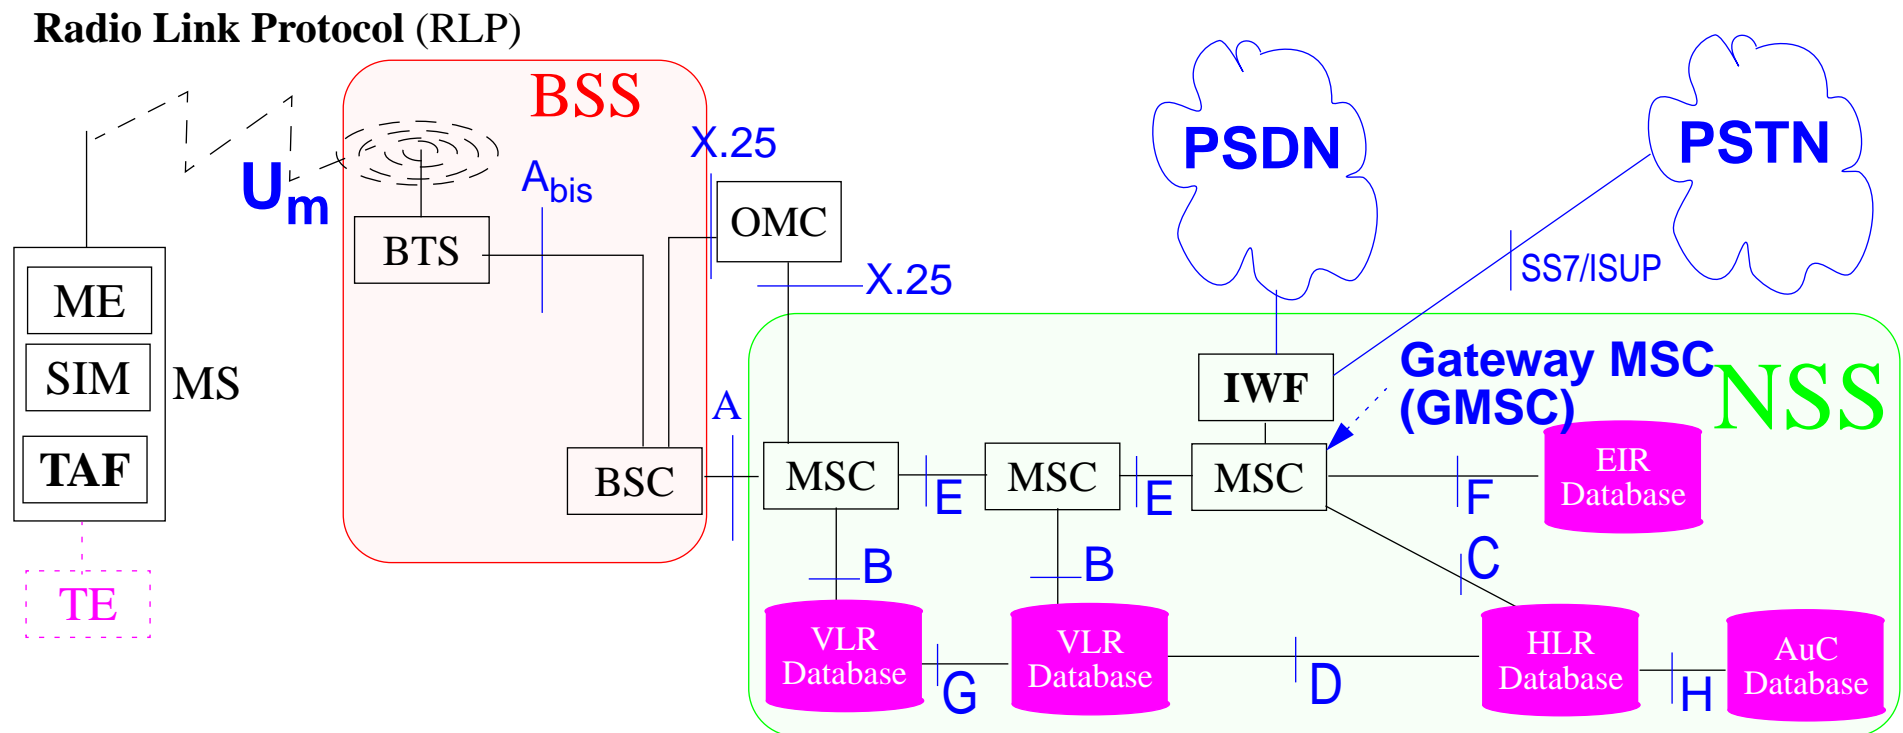 Radio Link Protocol (RLP)
BSS
X.25
PSDN
PSTN
Um
Abis
OMC
BTS
X.25
SS7/ISUP
ME
SIM
MS
TAF
TE
IWF
Gateway MSC
(GMSC)
NSS
A
BSC
MSC
E
MSC
E
MSC
F
EIR
Database
B
B
C
VLR
Database
G
VLR
Database
D
HLR
Database
H
AuC
Database